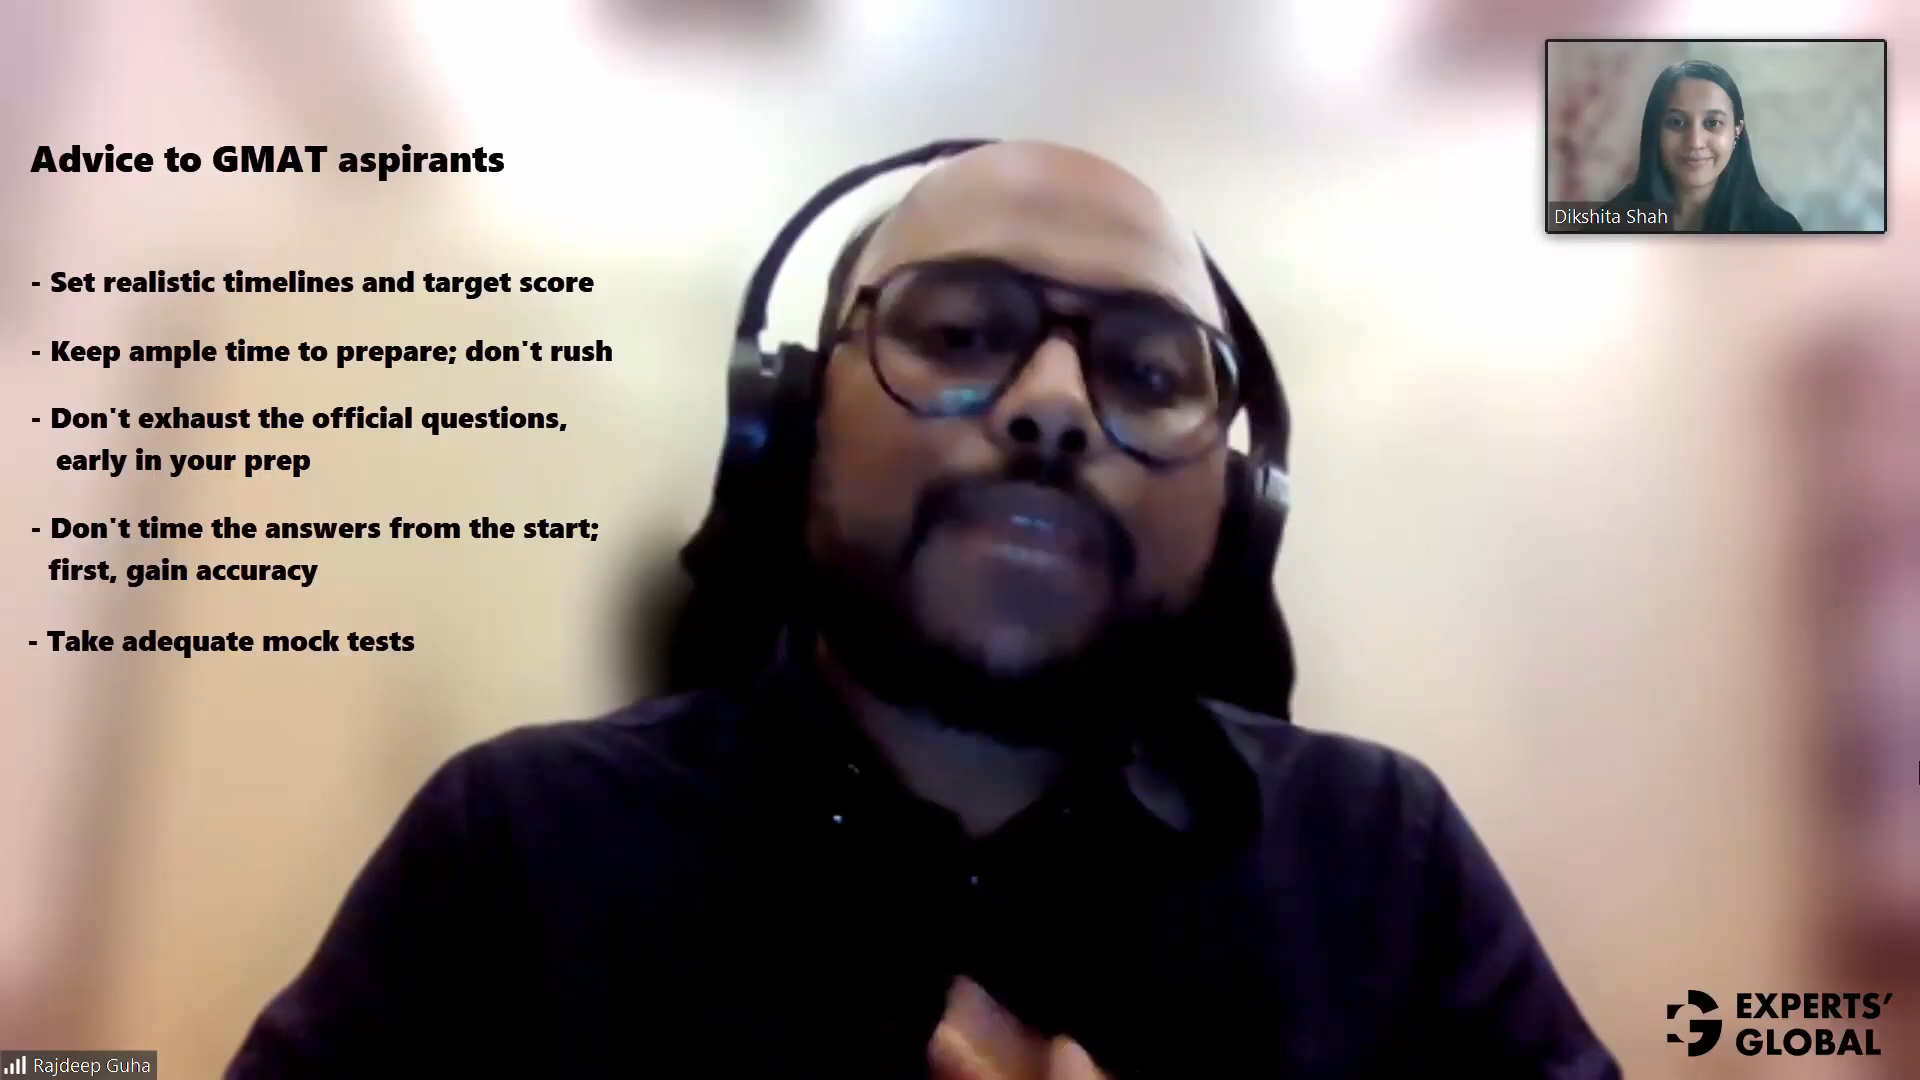 Advice to GMAT aspirants
- Set realistic timelines and target score
- Keep ample time to prepare; don't rush
- Don't exhaust the official questions,
early in your prep
- Don't time the answers from the start;
first, gain accuracy
- Take adequate mock tests
Dikshita Shah
Rajdeep Guha
EXPERTS'
GLOBAL